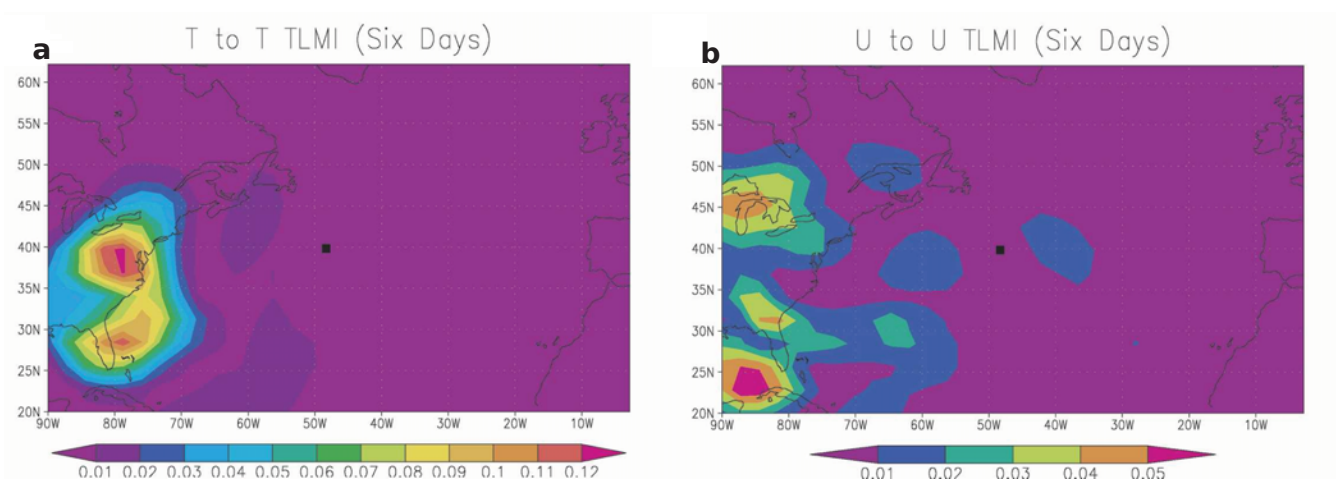 a
T to T TLMI (Six Days)
60N
55N
50N
45N
40N
35N
30N
25N
20N
90W 80W 70W 60W 50W 40W 30W 20W 10W
0.01 0.02 0.03 0.04 0.05 0.06 0.07 0.08 0.09 0.1 0.11 0.12
b
U to U TLMI (Six Days)
60N
55N
50N
45N
40N
35N
30N
25N
20N
90W 80W 70W 60W 50W 40W 30W 20W 10W
0.01 0.02 0.03 0.04 0.05